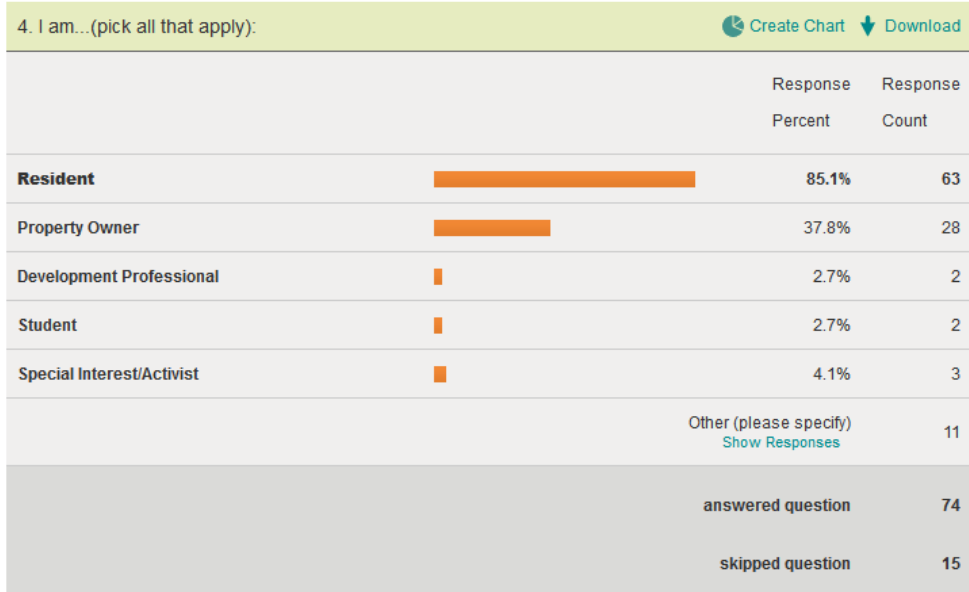 4. I am...(pick all that apply): Create Chart Download
Response Response
Percent Count
Resident 85.1% 63
Property Owner 37.8% 28
Development Professional 2.7% 2
Student 2.7% 2
Special Interest/Activist 4.1% 3
Other (please specify) 11
Show Responses
answered question 74
skipped question 15